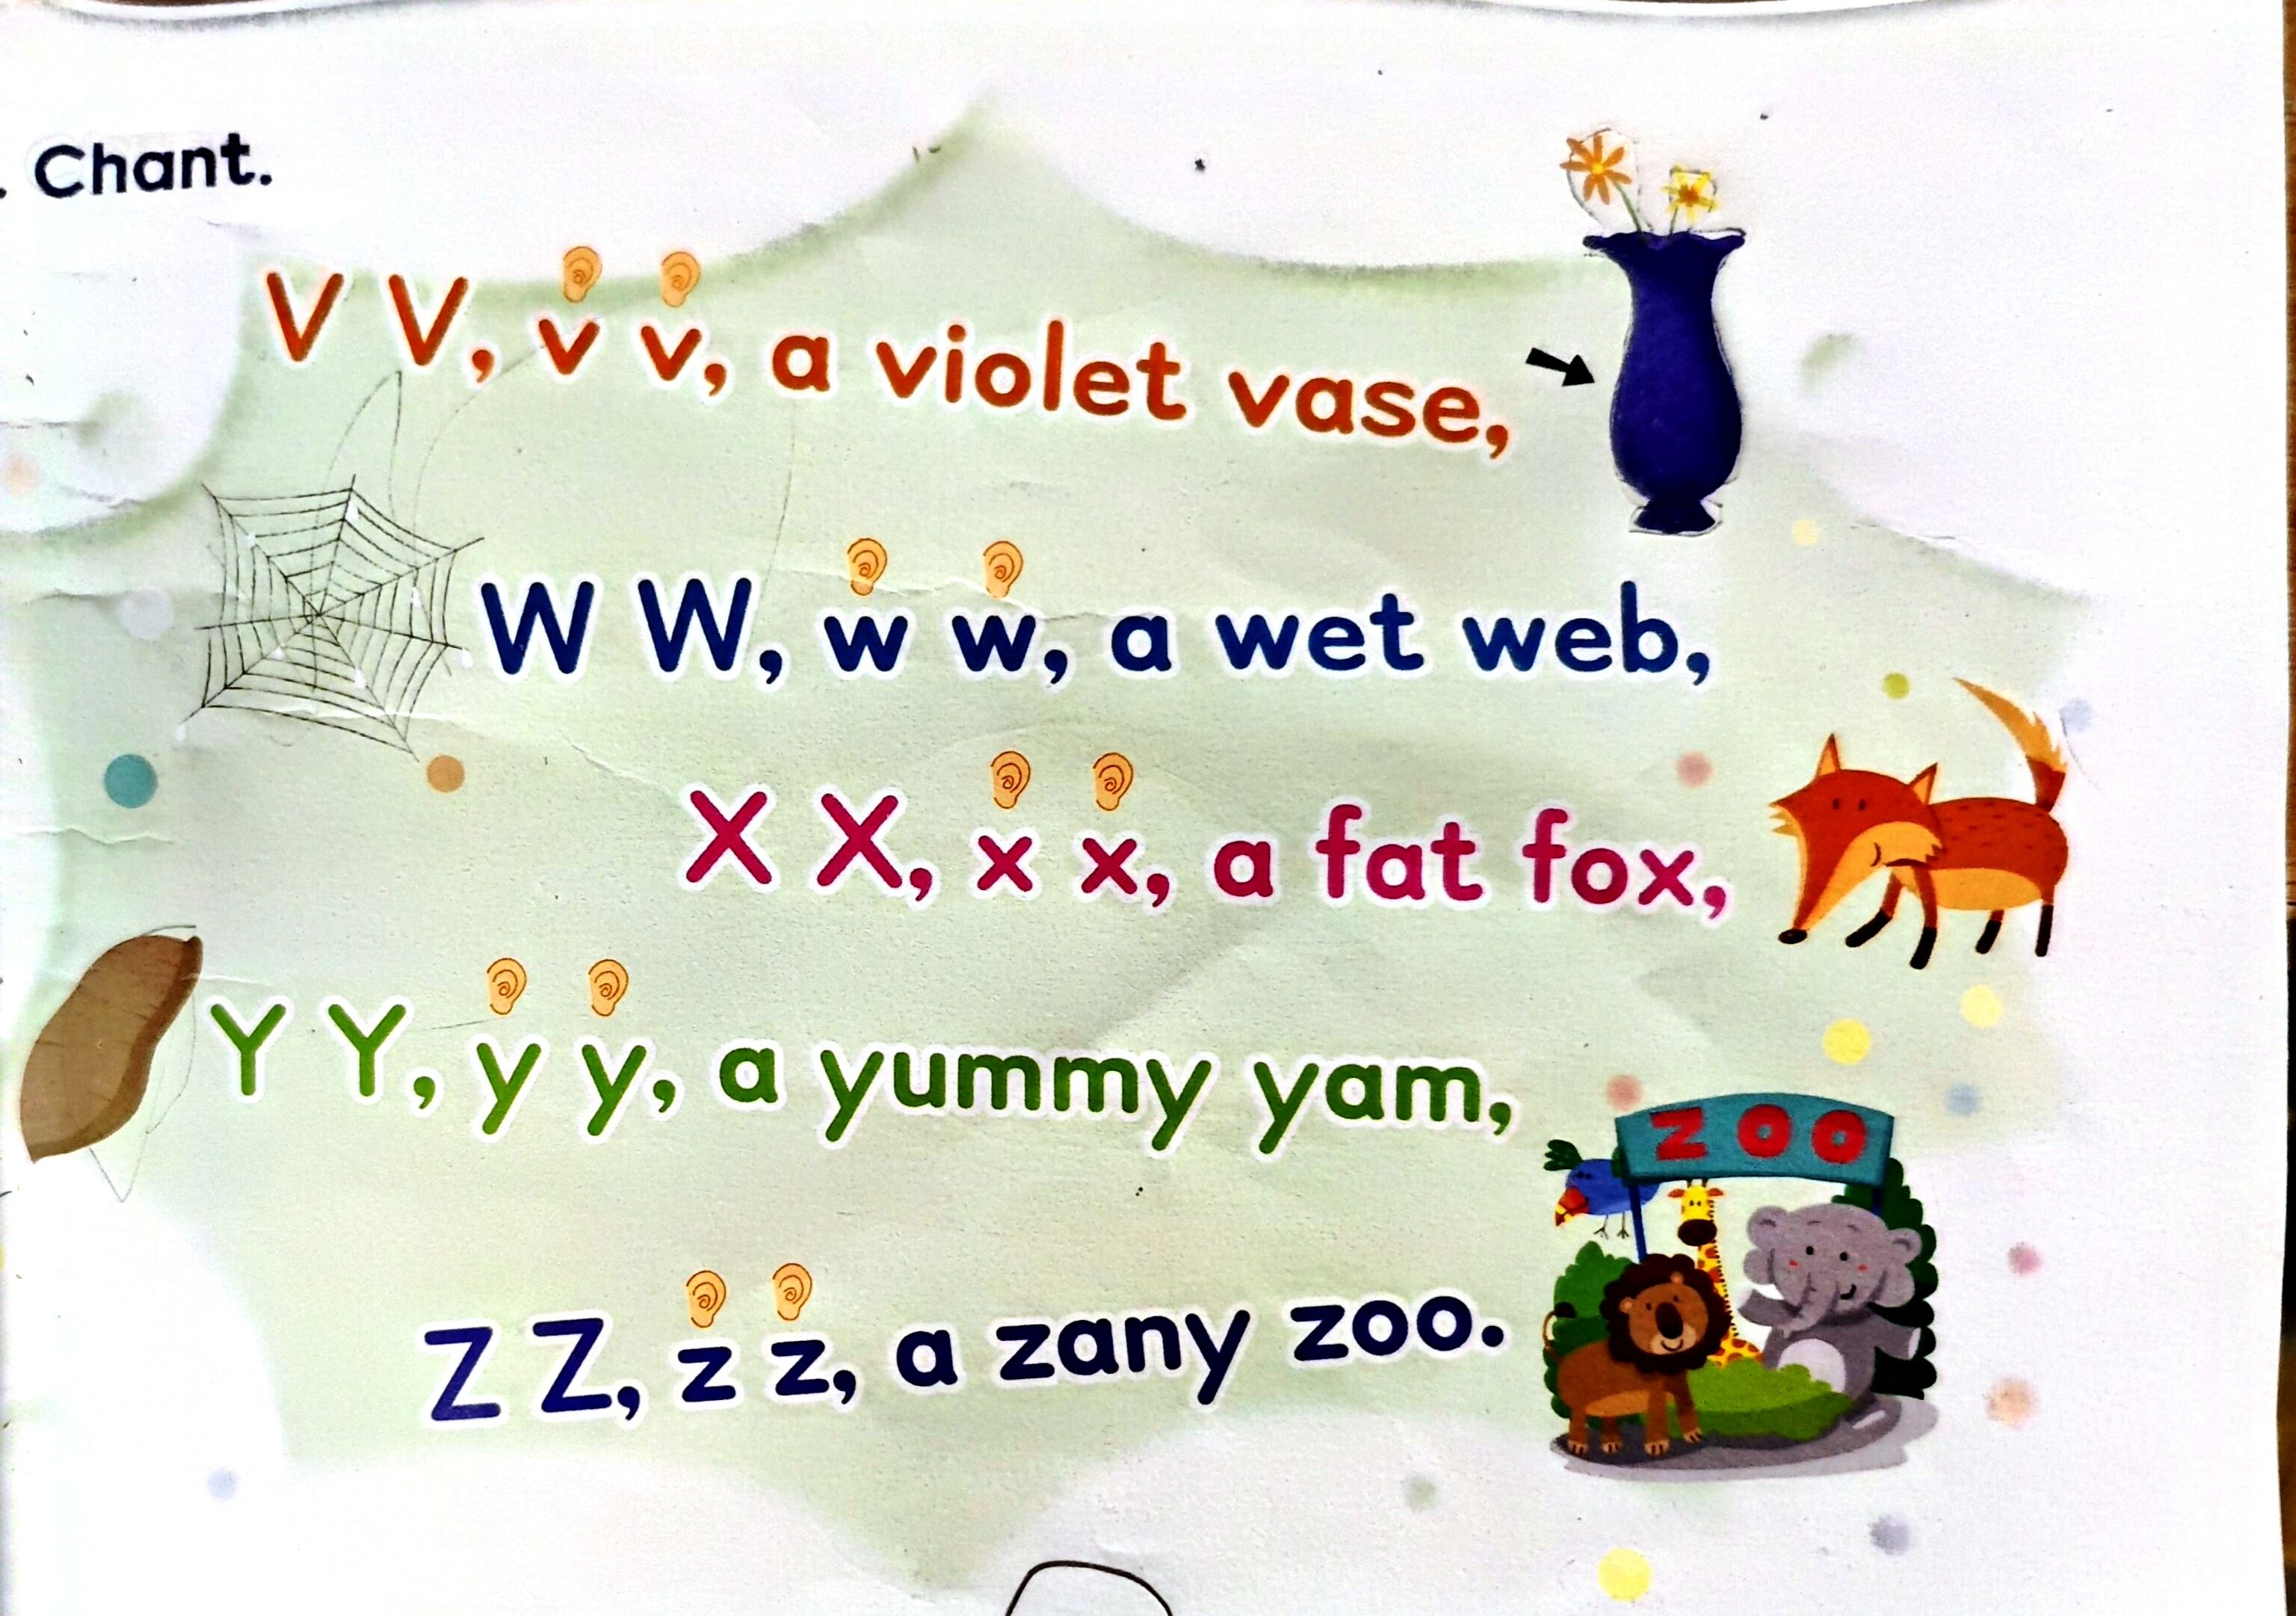 . Chant.
V V, v v, a violet vase,
W W, w w, a wet web,
X X, x x, a fat fox,
Y Y, y y, a yummy yam,
ZOO
Z Z, z z, a zany zoo.